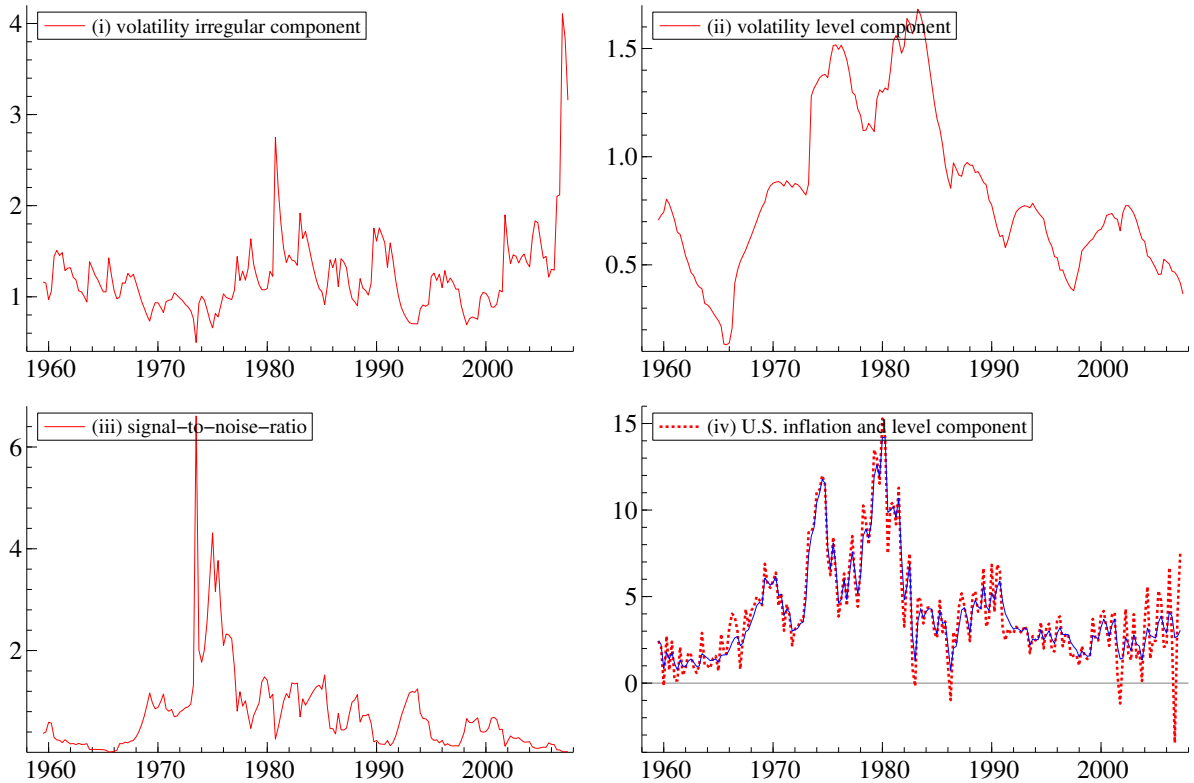 (i) volatility irregular component
4
3
2
1
1960 1970 1980 1990 2000
(ii) volatility level component
1.5
1.0
0.5
1960 1970 1980 1990 2000
(iii) signal−to−noise−ratio
6
4
2
1960 1970 1980 1990 2000
(iv) U.S. inflation and level component
15
10
5
0
1960 1970 1980 1990 2000